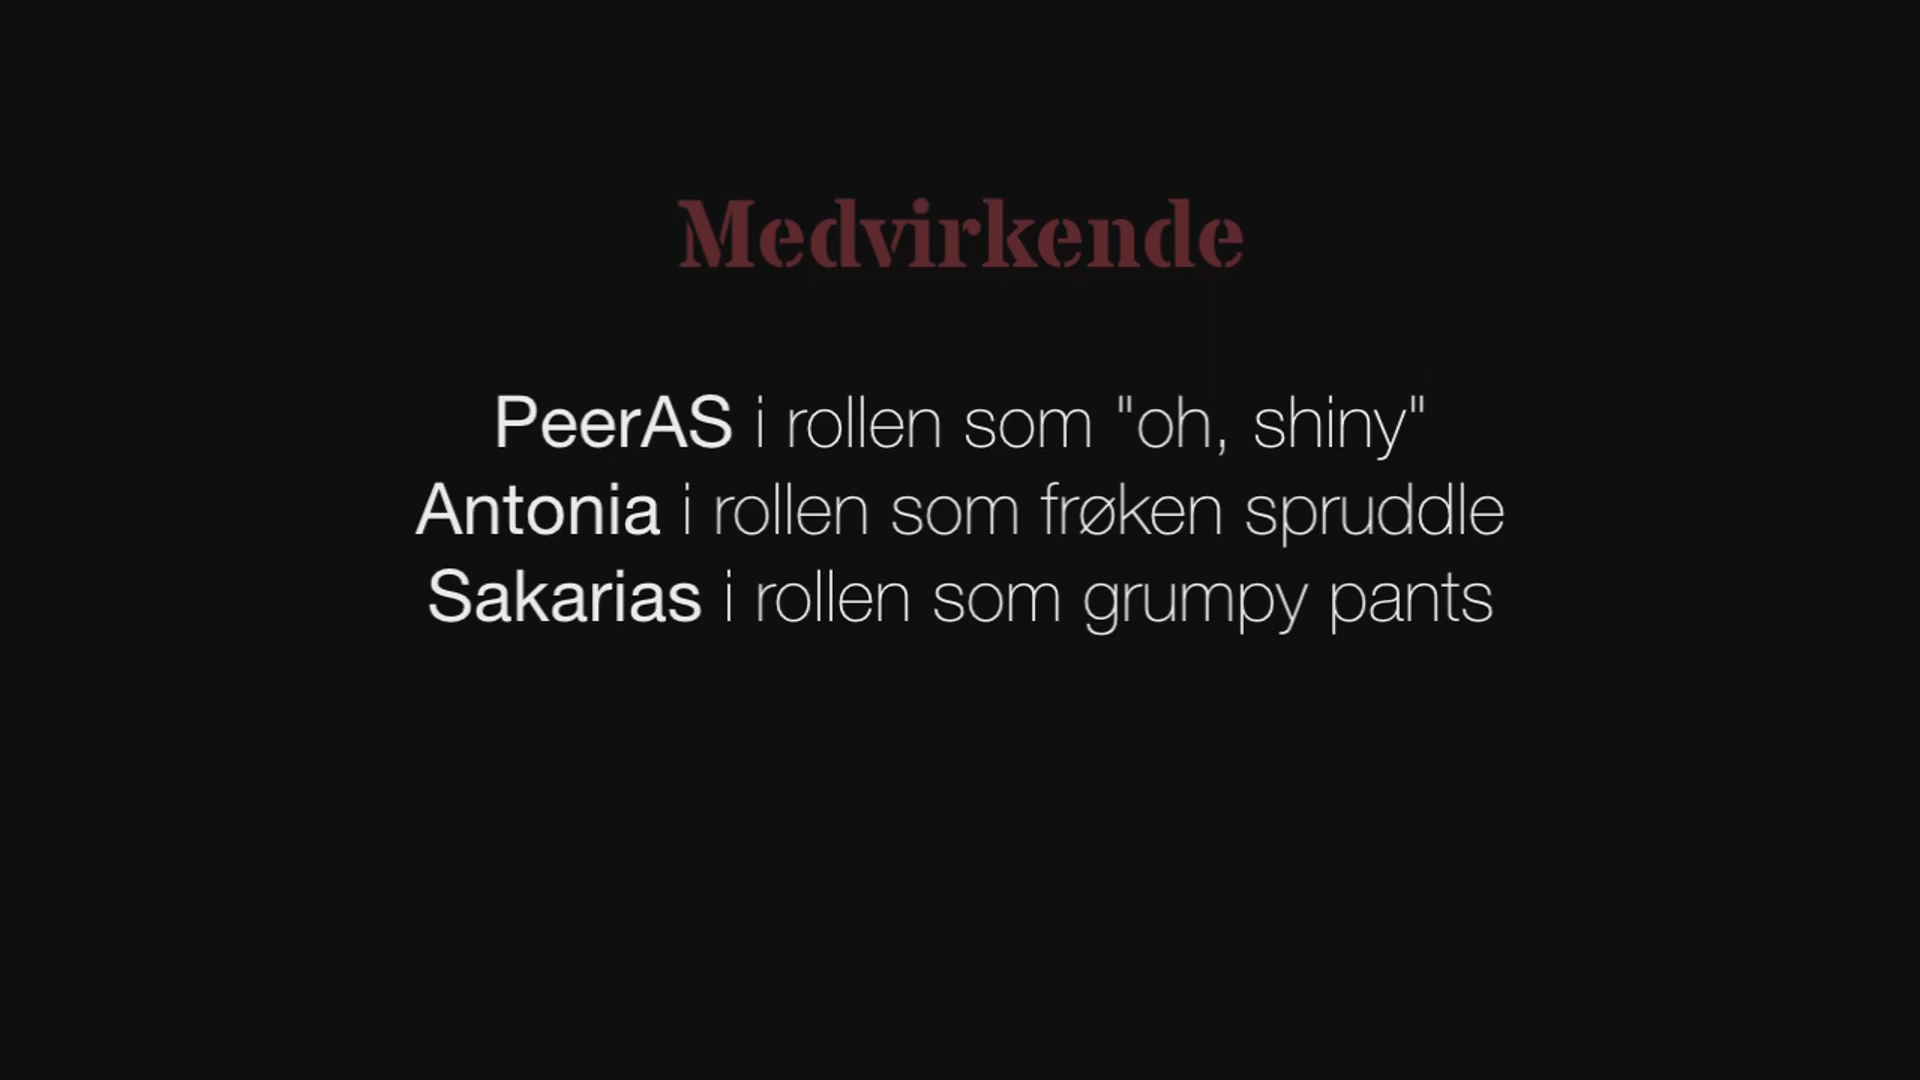 Medvirkende
PeerAS i rollen som "oh, shiny"
Antonia i rollen som frøken spruddle
Sakarias i rollen som grumpy pants